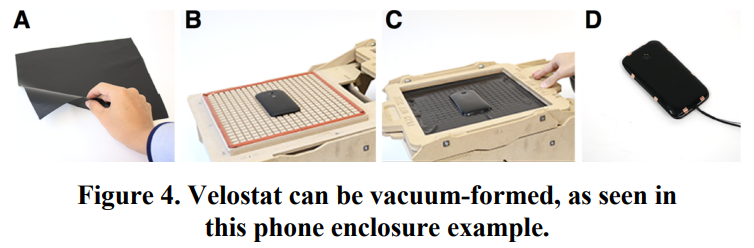 A B C D
Figure 4. Velostat can be vacuum-formed, as seen in
this phone enclosure example.